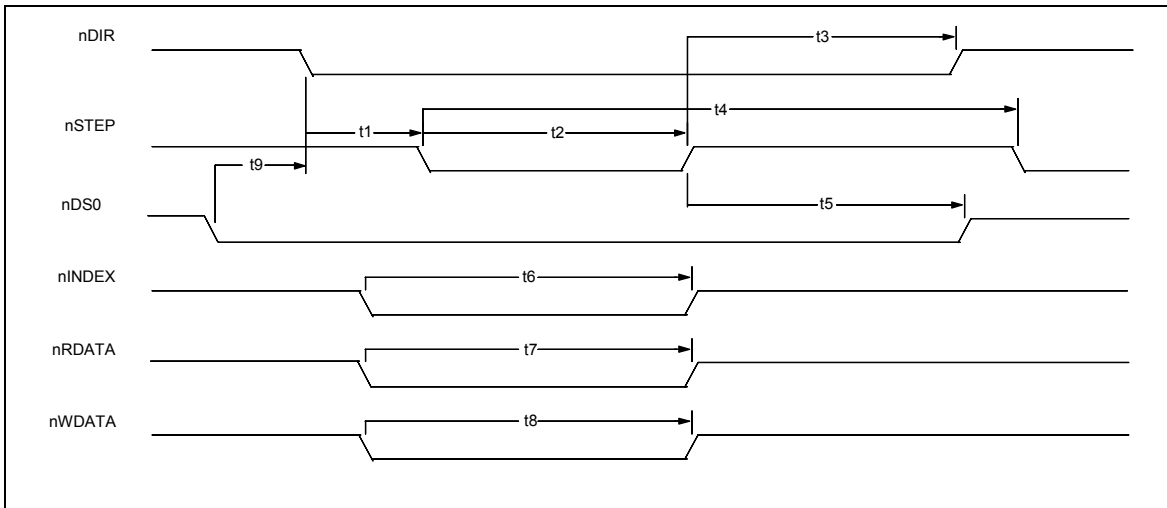 nDIR
t3
t4
nSTEP
t1
t2
t9
nDS0
t5
nINDEX
t6
nRDATA
t7
nWDATA
t8